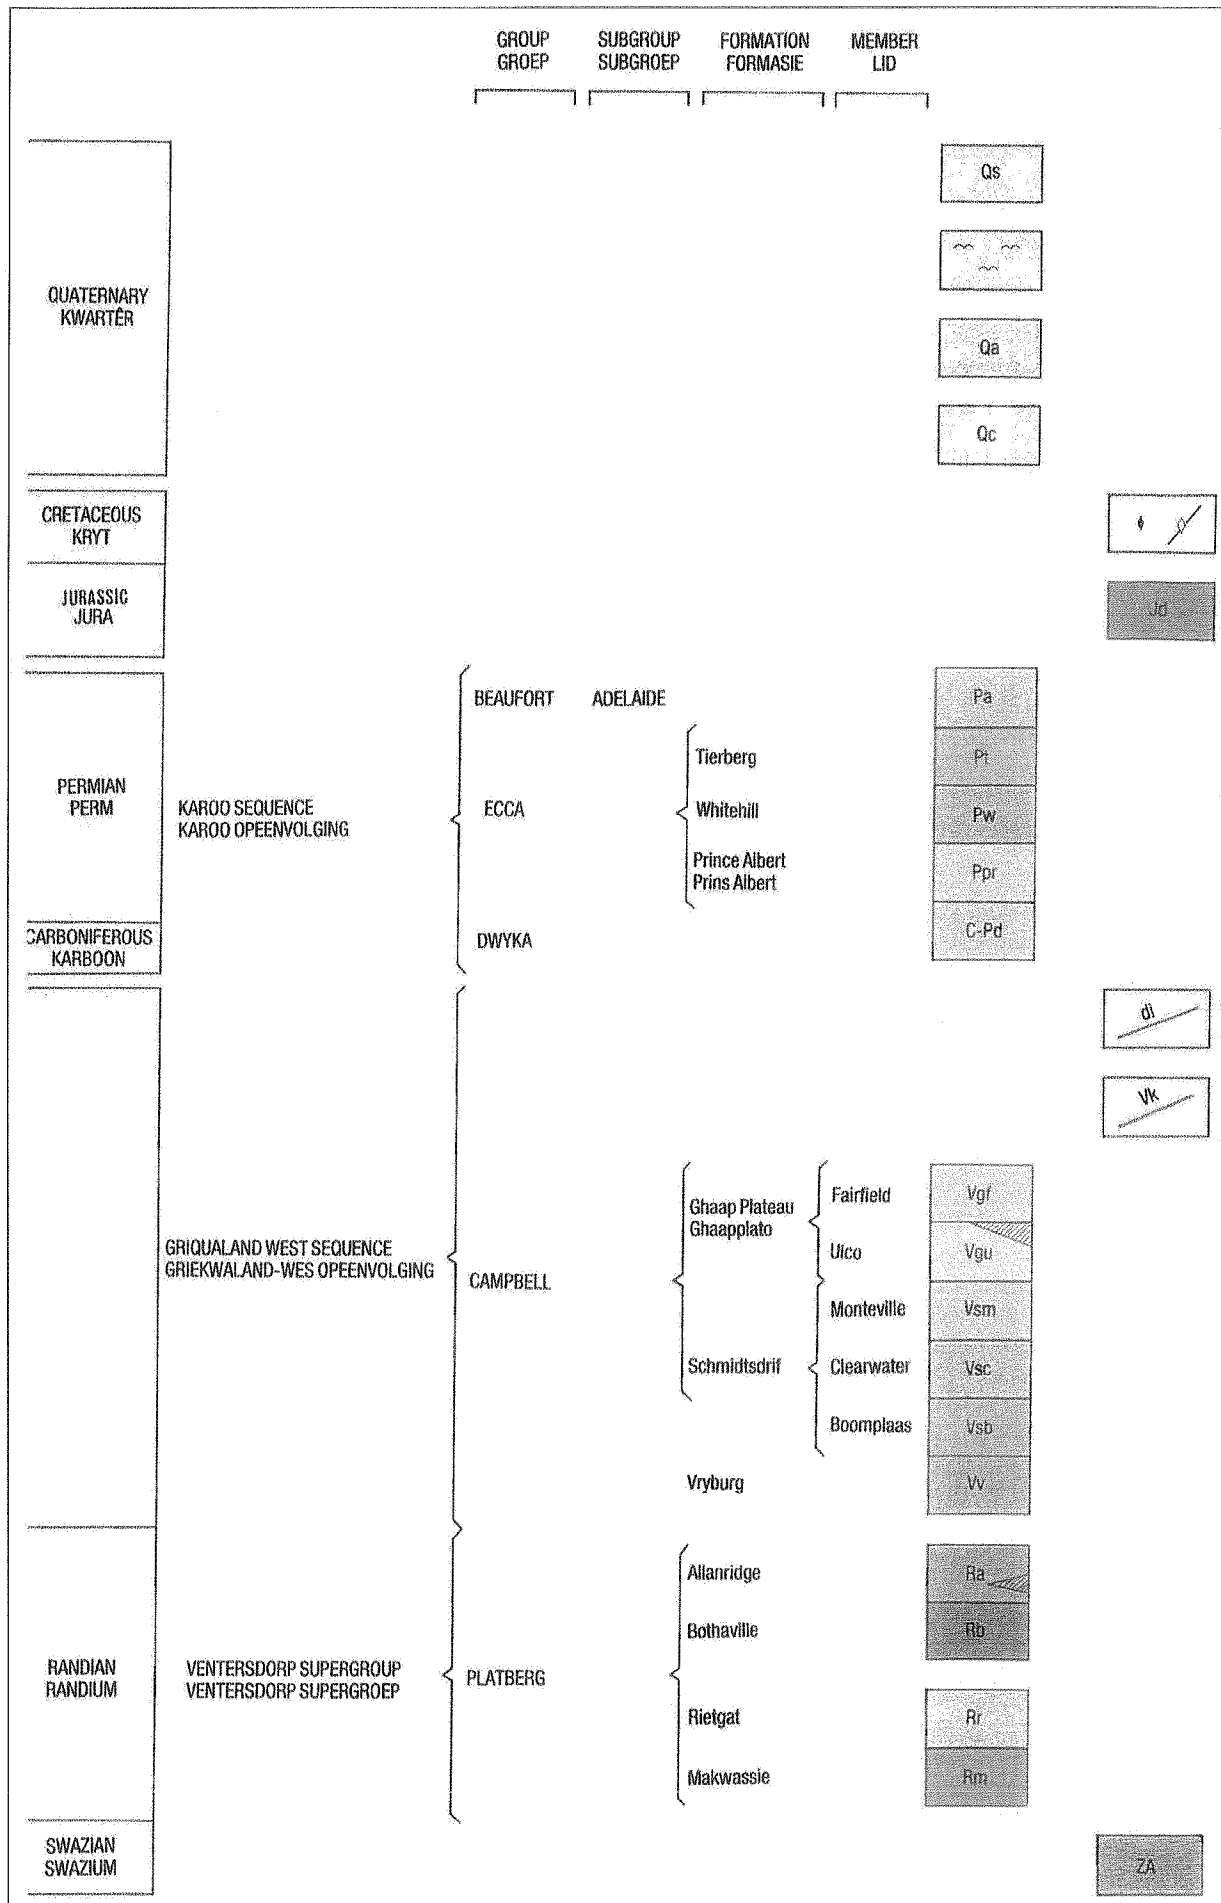 GROUP
GROEP
SUBGROUP
SUBGROEP
FORMATION
FORMASIE
MEMBER
LID
QUATERNARY
KWARTÊR
Qs
Qa
Qc
CRETACEOUS
KRYT
JURASSIC
JURA
Jd
PERMIAN
PERM
CARBONIFEROUS
KARBOON
KAROO SEQUENCE
KAROO OPEENVOLGING
BEAUFORT
ADELAIDE
Pa
ECCA
Tierberg
Pt
Whitehill
Pw
Prince Albert
Prins Albert
Ppr
DWYKA
C-Pd
di
Vk
GRIQUALAND WEST SEQUENCE
GRIEKWALAND-WES OPEENVOLGING
CAMPBELL
Ghaap Plateau
Ghaapplato
Fairfield
Vgf
Ulco
Vgu
Schmidtsdrif
Monteville
Vsm
Clearwater
Vsc
Boomplaas
Vsb
Vryburg
Vv
RANDIAN
RANDIUM
VENTERSDORP SUPERGROUP
VENTERSDORP SUPERGROEP
PLATBERG
Allanridge
Ra
Bothaville
Rb
Rietgat
Rr
Makwassie
Rm
SWAZIAN
SWAZIUM
ZA